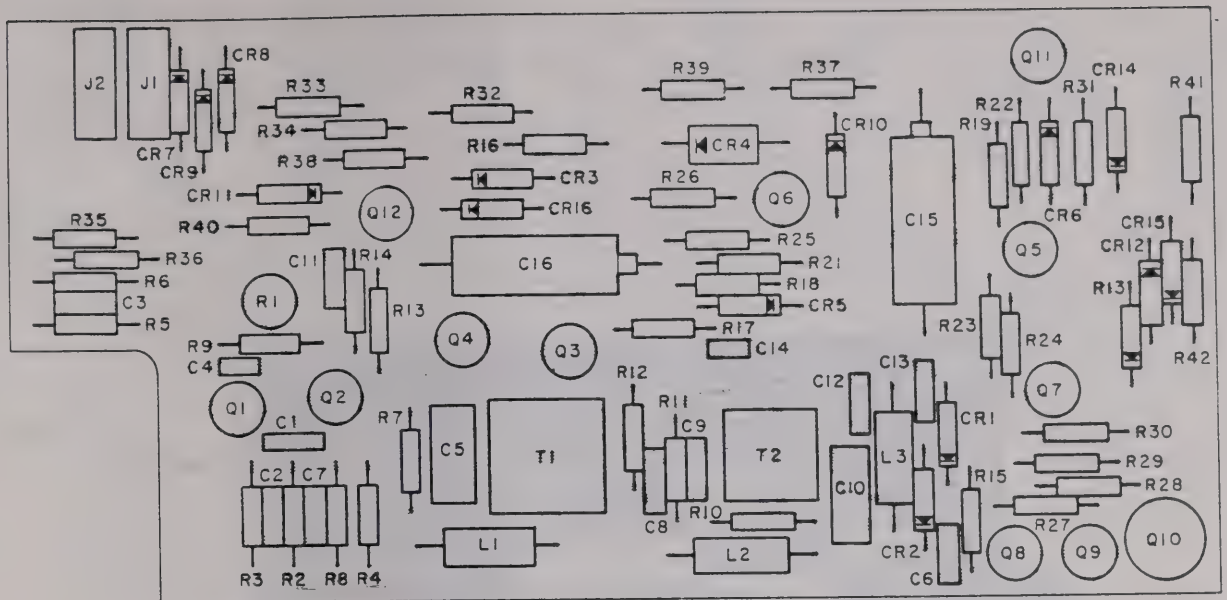 J2
J1
CR8
CR7
CR9
R33
R34
R38
CR11
R40
Q12
R32
R16
CR3
CR16
R39
R37
CR4
CR10
R26
Q6
C15
Q11
R22
R19
R31
CR14
R41
CR6
Q5
R35
R36
R6
C3
R5
R1
C11
R14
R13
C16
R25
R21
R18
CR5
R17
C14
R23
R24
CR15
CR12
R13
R42
R9
C4
Q1
Q2
C1
Q4
Q3
R12
R11
C9
C12
C13
CR1
Q7
R30
R29
R28
R27
R15
R7
C5
T1
T2
L3
C10
C2
C7
R3
R2
R8
R4
L1
C8
R10
L2
CR2
C6
Q8
Q9
Q10